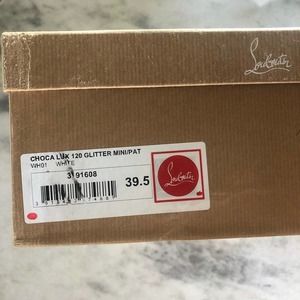 Louboutin
CHOCA LUX 120 GLITTER MINI/PAT
WH01 WHITE
3191608
39.5
Louboutin